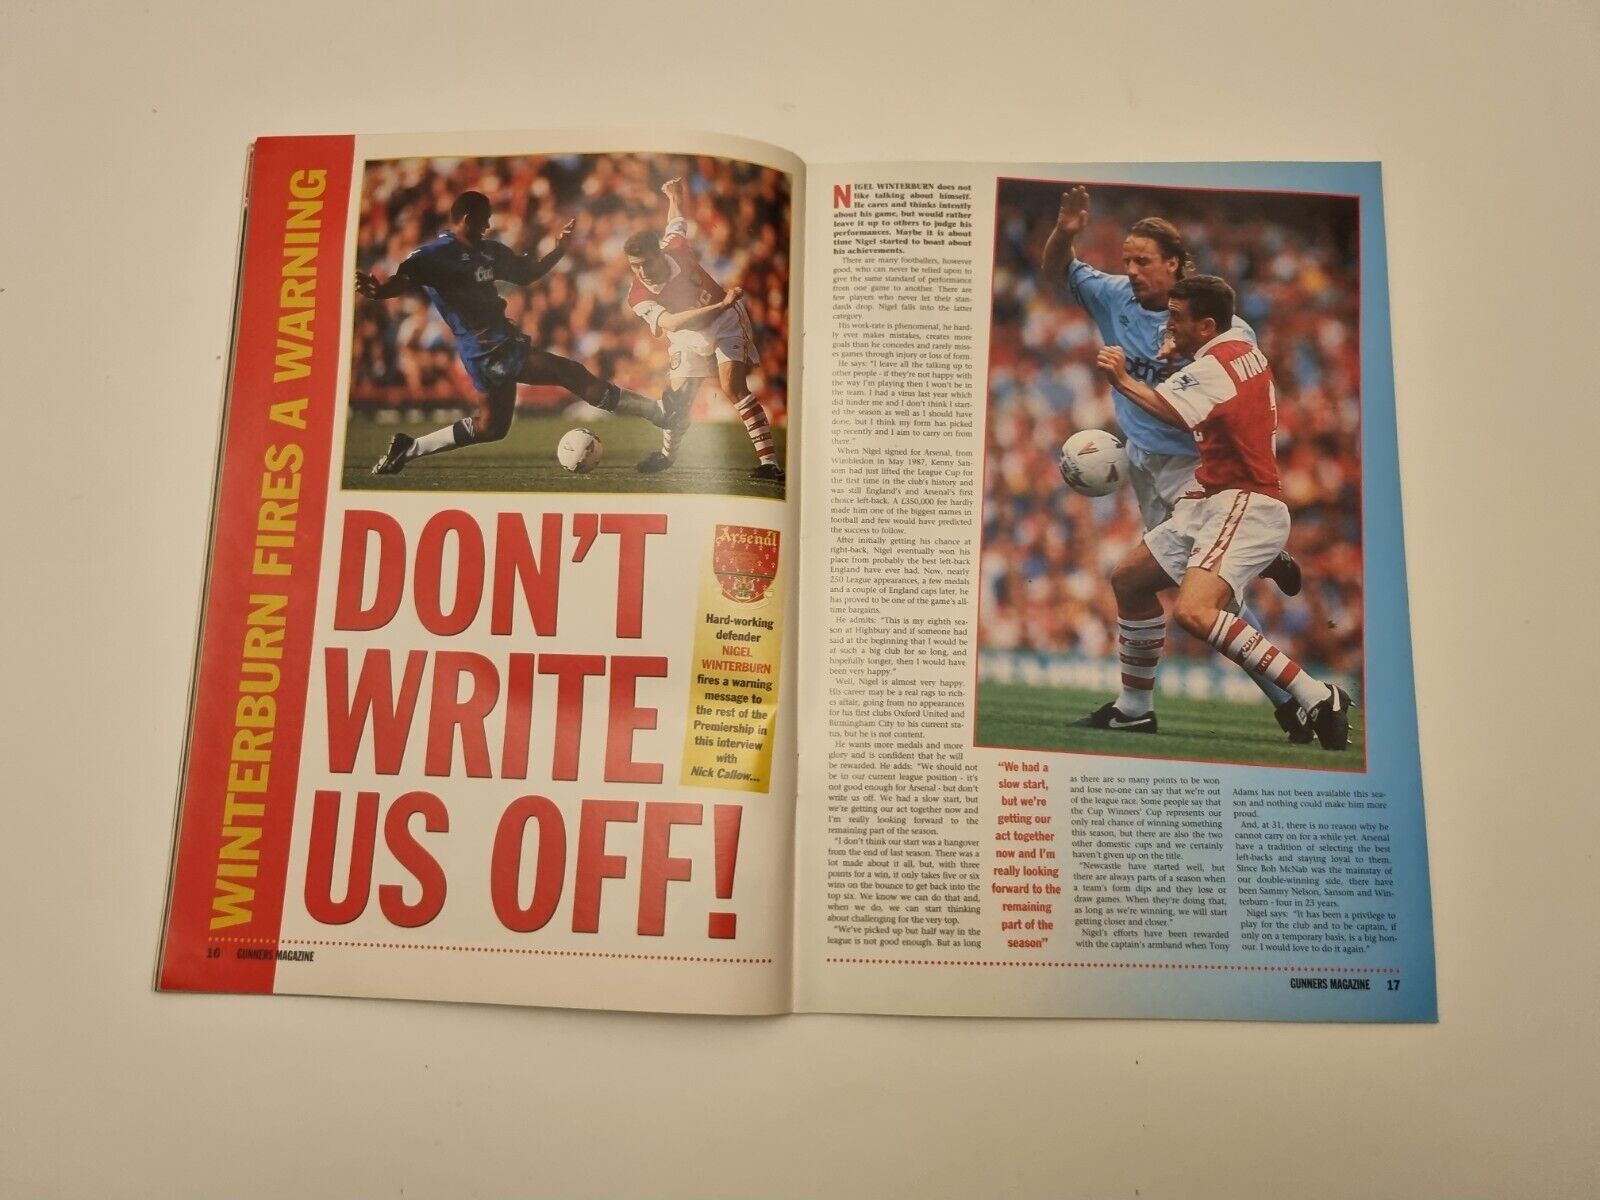 WINTERBURN FIRES A WARNING
DON'T
WRITE
US OFF!
Arsenal
Hard-working
defender
NIGEL
WINTERBURN
fires a warning
message to
the rest of the
Premiership in
this interview
with
Nick Callow...
16 GUNNERS MAGAZINE
NIGEL WINTERBURN does not
like talking about himself.
He cares and thinks intently
about his game, but would rather
leave it up to others to judge his
performances. Maybe it is about
time Nigel started to boast about
his achievements.
There are many footballers, however
good, who can never be relied upon to
give the same standard of performance
from one game to another. There are
few players who never let their stan-
dards drop. Nigel falls into the latter
category.
His work-rate is phenomenal, he hard-
ly ever makes mistakes, creates more
goals than he concedes and rarely miss-
es games through injury or loss of form.
He says: "I leave all the talking up to
other people - if they're not happy with
the way I'm playing then I won't be in
the team. I had a virus last year which
did hinder me and I don't think I start-
ed the season as well as I should have
done, but I think my form has picked
up recently and I aim to carry on from
there."
When Nigel signed for Arsenal, from
Wimbledon in May 1987, Kenny San-
som had just lifted the League Cup for
the first time in the club's history and
was still England's and Arsenal's first
choice left-back. A £350,000 fee hardly
made him one of the biggest names in
football and few would have predicted
the success to follow.
After initially getting his chance at
right-back, Nigel eventually won his
place from probably the best left-back
England have ever had. Now, nearly
250 League appearances, a few medals
and a couple of England caps later, he
has proved to be one of the game's all-
time bargains.
He admits: "This is my eighth sea-
son at Highbury and if someone had
said at the beginning that I would be
at such a big club for so long, and
hopefully longer, then I would have
been very happy."
Well, Nigel is almost very happy.
His career may be a real rags to rich-
es affair, going from no appearances
for his first clubs Oxford United and
Birmingham City to his current sta-
tus, but he is not content.
He wants more medals and more
glory and is confident that he will
be rewarded. He adds: "We should not
be in our current league position - it's
not good enough for Arsenal - but don't
write us off. We had a slow start, but
we're getting our act together now and
I'm really looking forward to the
remaining part of the season.
"I don't think our start was a hangover
from the end of last season. There was a
lot made about it all, but, with three
points for a win, it only takes five or six
wins on the bounce to get back into the
top six. We know we can do that and,
when we do, we can start thinking
about challenging for the very top.
"We've picked up but half way in the
league is not good enough. But as long
"We had a
slow start,
but we're
getting our
act together
now and I'm
really looking
forward to the
remaining
part of the
season"
as there are so many points to be won
and lose no-one can say that we're out
of the league race. Some people say that
the Cup Winners' Cup represents our
only real chance of winning something
this season, but there are also the two
other domestic cups and we certainly
haven't given up on the title.
"Newcastle have started well, but
there are always parts of a season when
a team's form dips and they lose or
draw games. When they're doing that,
as long as we're winning, we will start
getting closer and closer."
Nigel's efforts have been rewarded
with the captain's armband when Tony
Adams has not been available this sea-
son and nothing could make him more
proud.
And, at 31, there is no reason why he
cannot carry on for a while yet. Arsenal
have a tradition of selecting the best
left-backs and staying loyal to them.
Since Bob McNab was the mainstay of
our double-winning side, there have
been Sammy Nelson, Sansom and Win-
terburn - four in 23 years.
Nigel says: "It has been a privilege to
play for the club and to be captain, if
only on a temporary basis, is a big hon-
our. I would love to do it again."
GUNNERS MAGAZINE 17